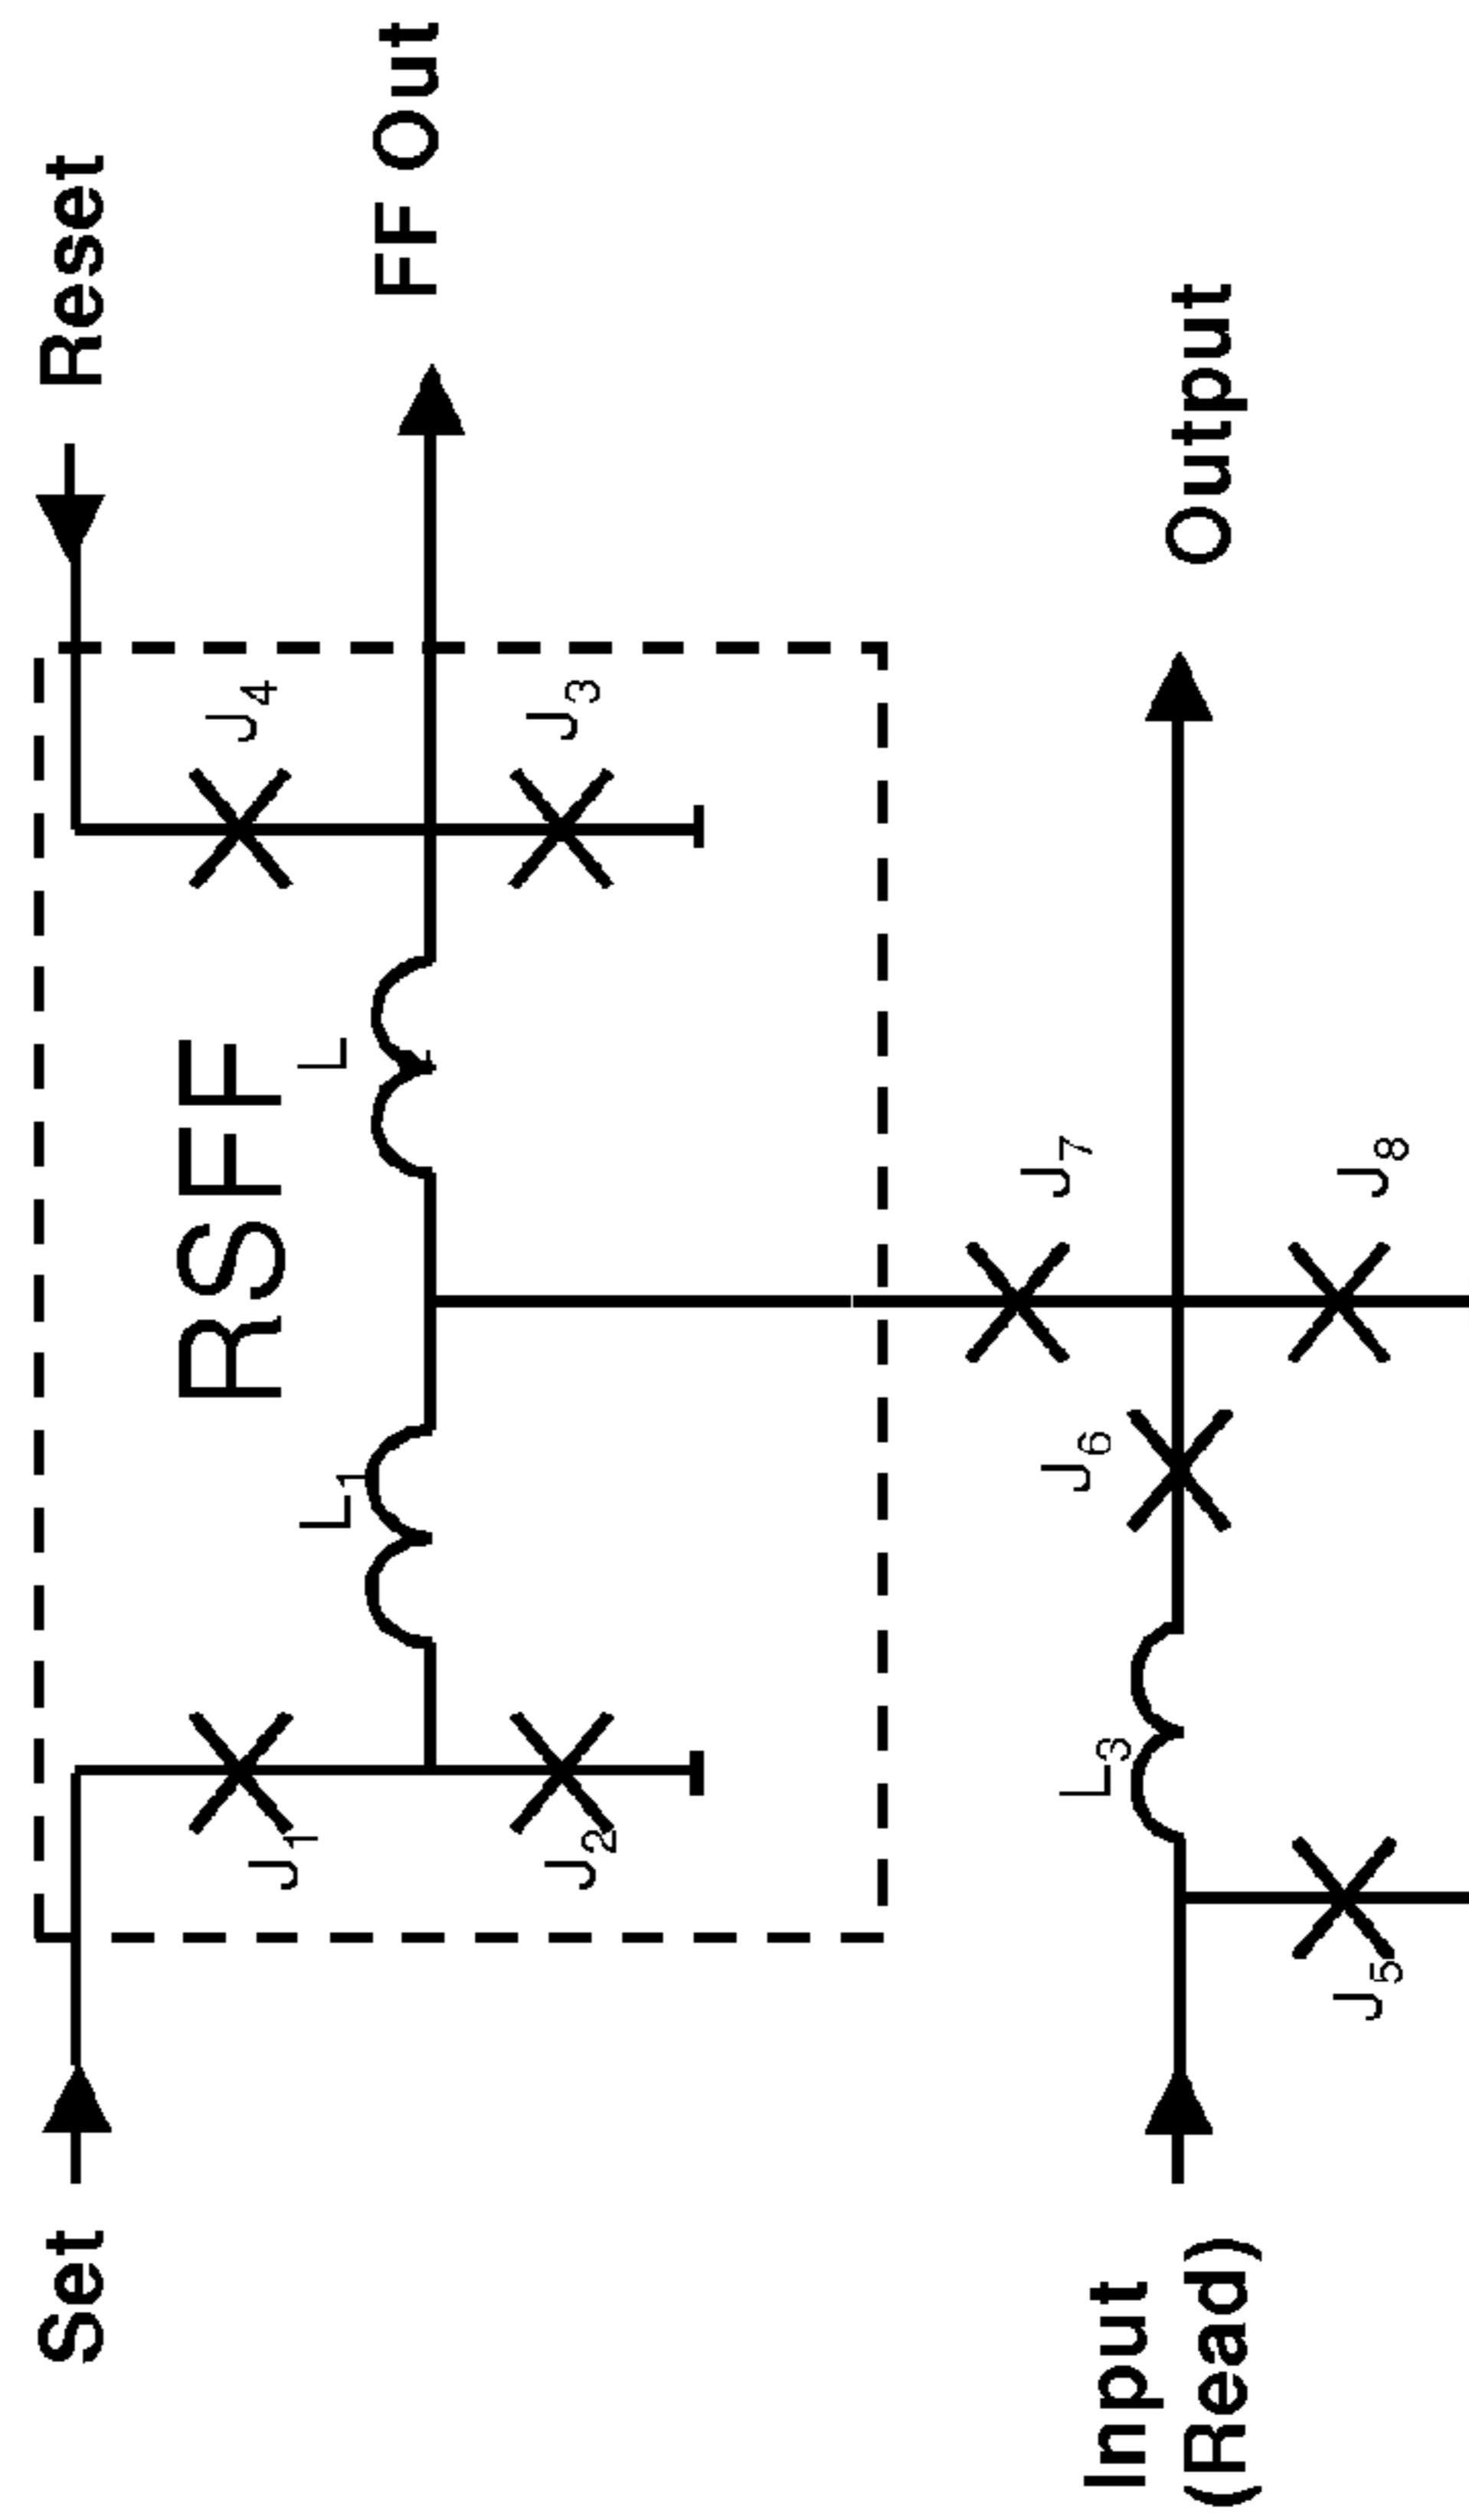 Set
Reset
RSFF
J1
J4
L1
L
FF Out
J2
J3
J7
Input
(Read)
L3
J6
Output
J5
J8